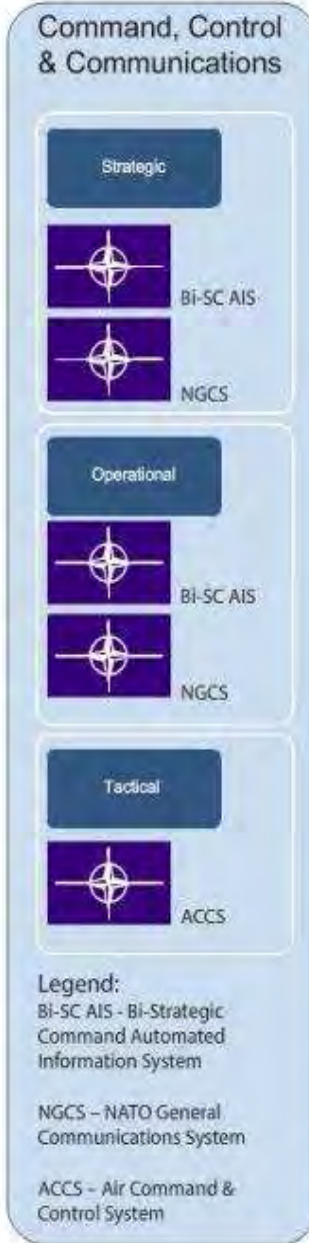 Command, Control
& Communications
Strategic
Bi-SC AIS
NGCS
Operational
Bi-SC AIS
NGCS
Tactical
ACCS
Legend:
Bi-SC AIS - Bi-Strategic
Command Automated
Information System
NGCS – NATO General
Communications System
ACCS – Air Command &
Control System